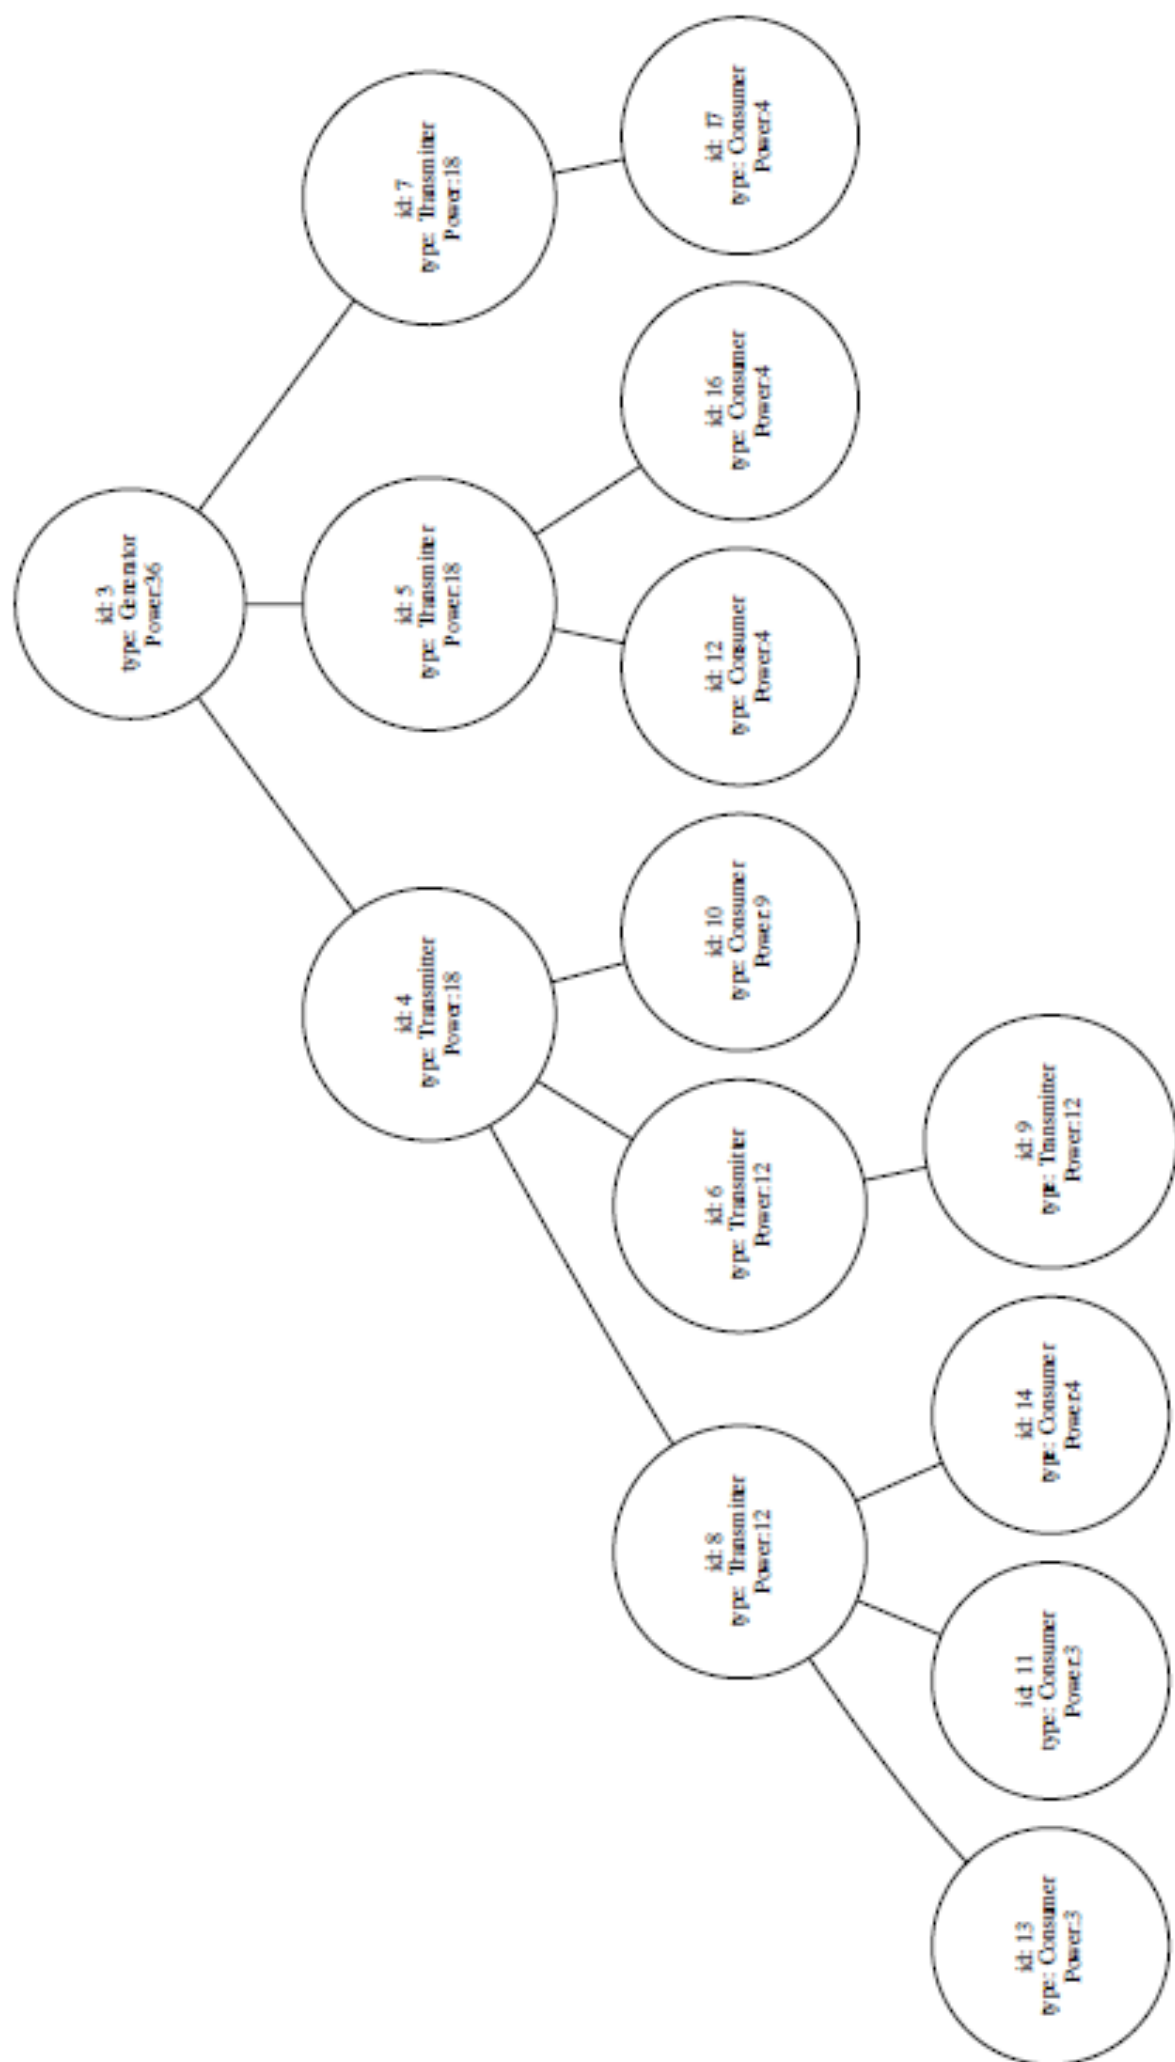 id: 3
type: Generator
Power:36
id: 4
type: Transmitter
Power:18
id: 5
type: Transmitter
Power:18
id: 7
type: Transmitter
Power:18
id: 8
type: Transmitter
Power:12
id: 6
type: Transmitter
Power:12
id: 10
type: Consumer
Power:9
id: 12
type: Consumer
Power:4
id: 16
type: Consumer
Power:4
id: 17
type: Consumer
Power:4
id: 13
type: Consumer
Power:3
id: 11
type: Consumer
Power:3
id: 14
type: Consumer
Power:4
id: 9
type: Transmitter
Power:12